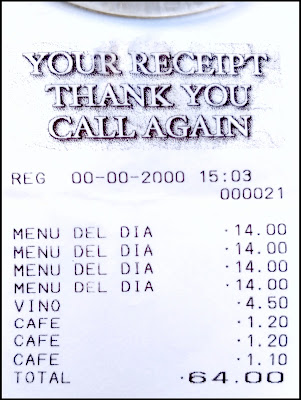 YOUR RECEIPT
THANK YOU
CALL AGAIN
REG 00-00-2000 15:03
000021
MENU DEL DIA ·14.00
MENU DEL DIA ·14.00
MENU DEL DIA ·14.00
MENU DEL DIA ·14.00
VINO ·4.50
CAFE ·1.20
CAFE ·1.20
CAFE ·1.10
TOTAL ·64.00